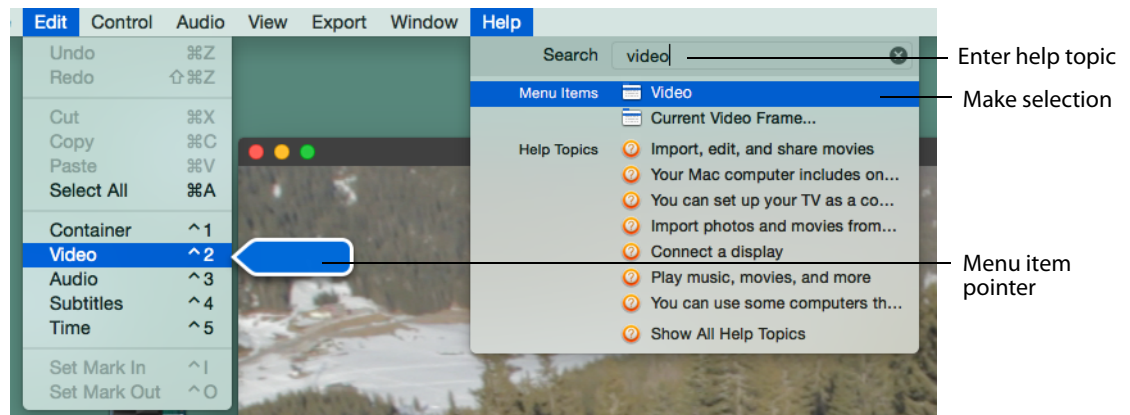 Edit Control Audio View Export Window Help
Undo ⌘Z
Redo ⇧⌘Z
Cut ⌘X
Copy ⌘C
Paste ⌘V
Select All ⌘A
Container ^1
Video ^2
Audio ^3
Subtitles ^4
Time ^5
Set Mark In ^I
Set Mark Out ^O
Search video
Menu Items Video
Current Video Frame...
Help Topics Import, edit, and share movies
Your Mac computer includes on...
You can set up your TV as a co...
Import photos and movies from...
Connect a display
Play music, movies, and more
You can use some computers th...
Show All Help Topics
Enter help topic
Make selection
Menu item
pointer